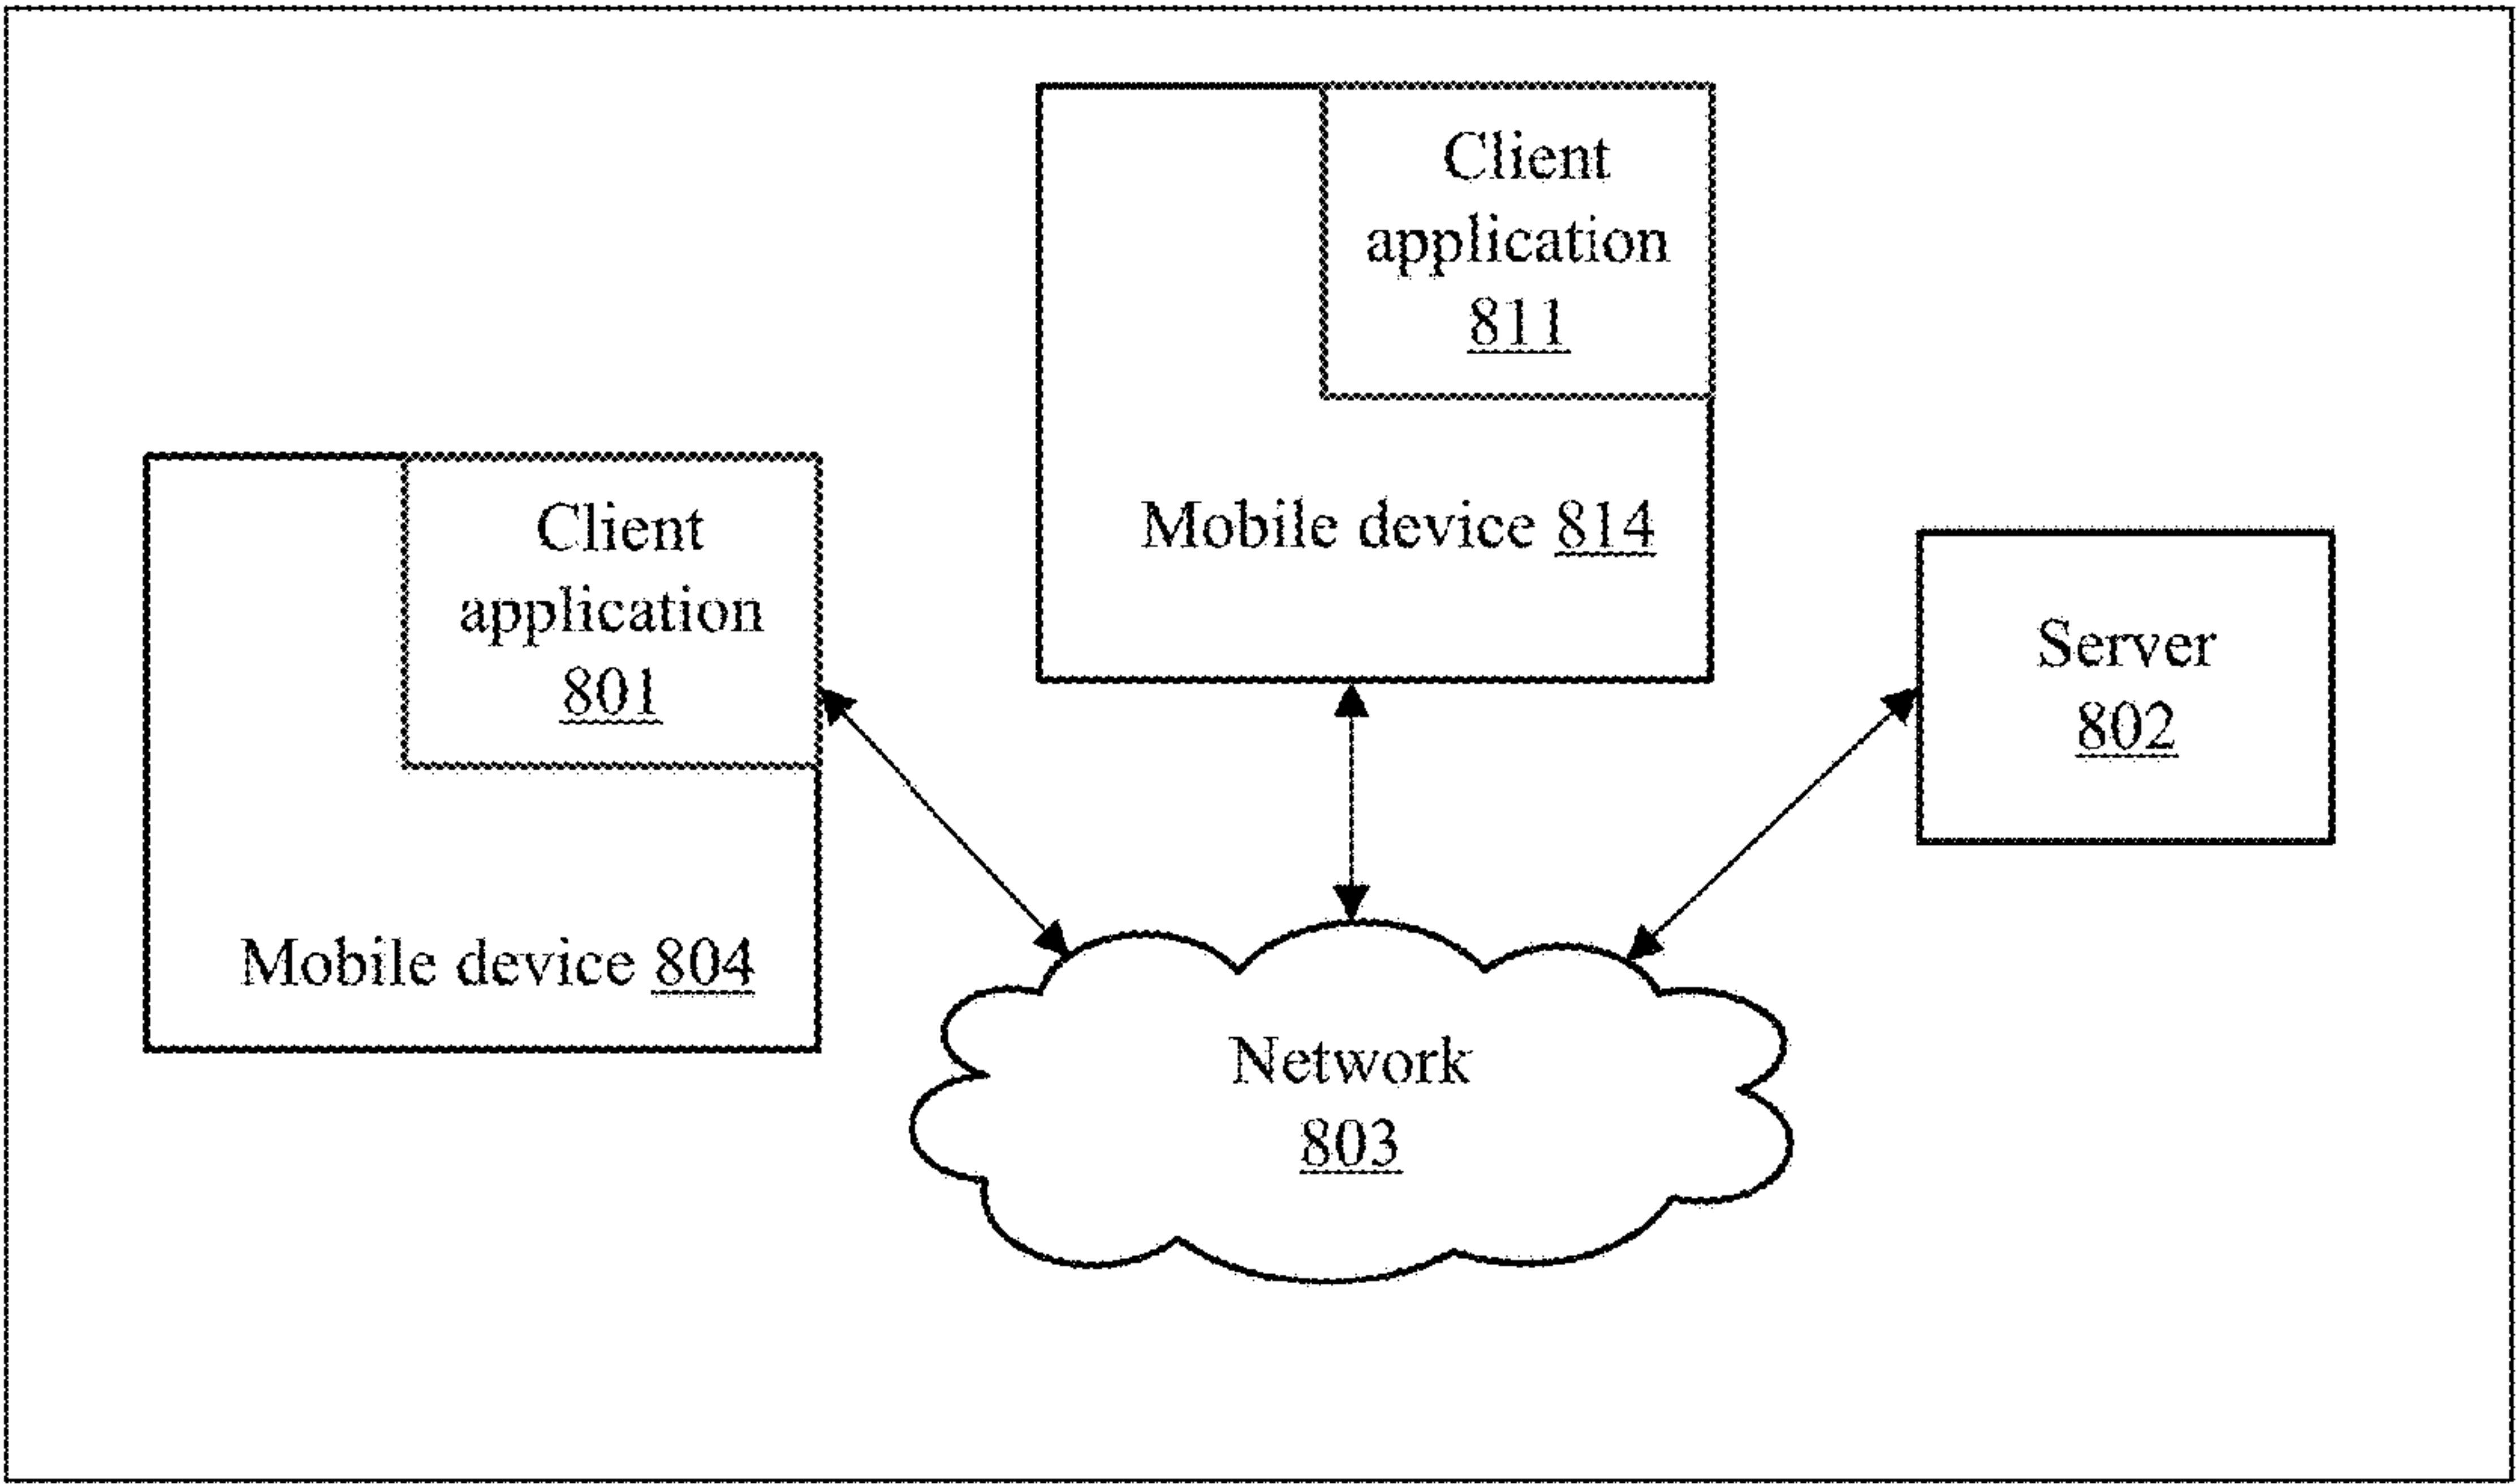 Client
application
811
Mobile device 814
Client
application
801
Mobile device 804
Server
802
Network
803